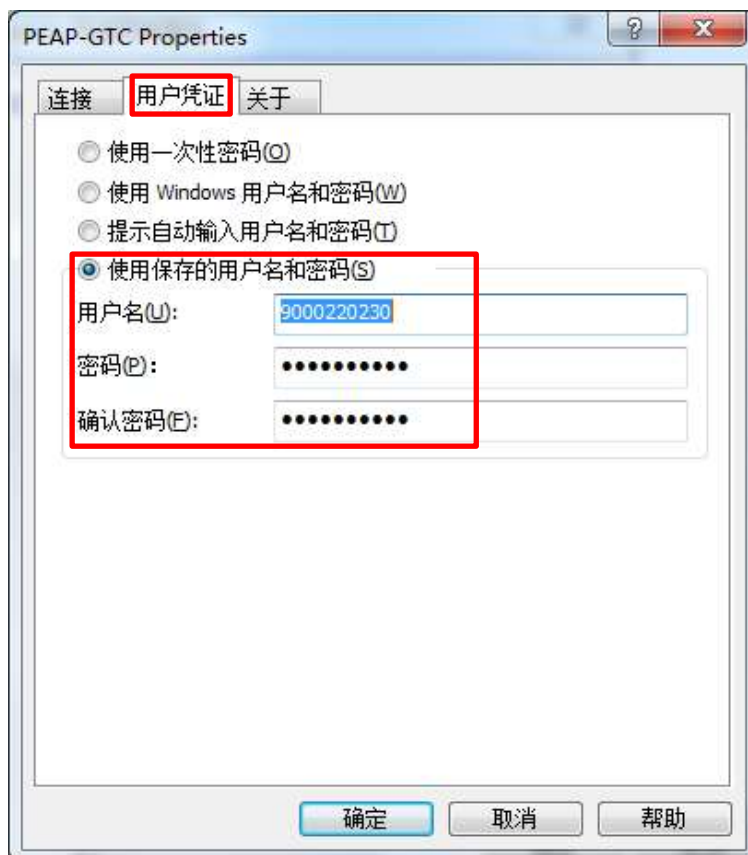 PEAP-GTC Properties
连接 用户凭证 关于
使用一次性密码(O)
使用 Windows 用户名和密码(W)
提示自动输入用户名和密码(T)
使用保存的用户名和密码(S)
用户名(U): 9000220230
密码(P): ●●●●●●●●●●
确认密码(F): ●●●●●●●●●●
确定 取消 帮助